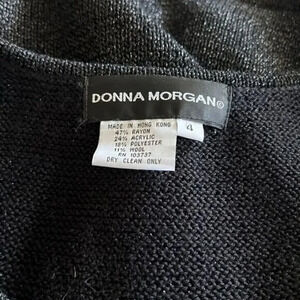 DONNA MORGAN®
MADE IN HONG KONG
47% RAYON
24% ACRYLIC
18% POLYESTER
11% WOOL
RN 103737
DRY CLEAN ONLY
XL